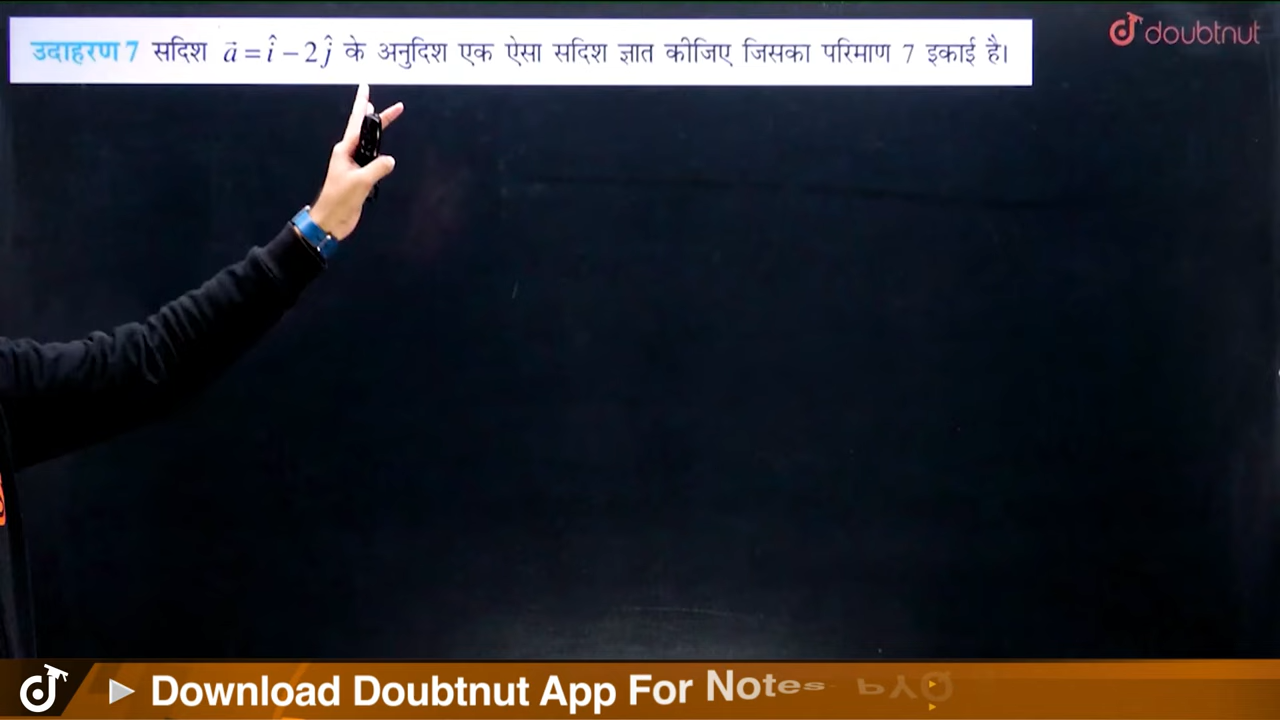 उदाहरण 7 सदिश a⃗ = î – 2ĵ के अनुदिश एक ऐसा सदिश ज्ञात कीजिए जिसका परिमाण 7 इकाई है।
doubtnut
Download Doubtnut App For Notes